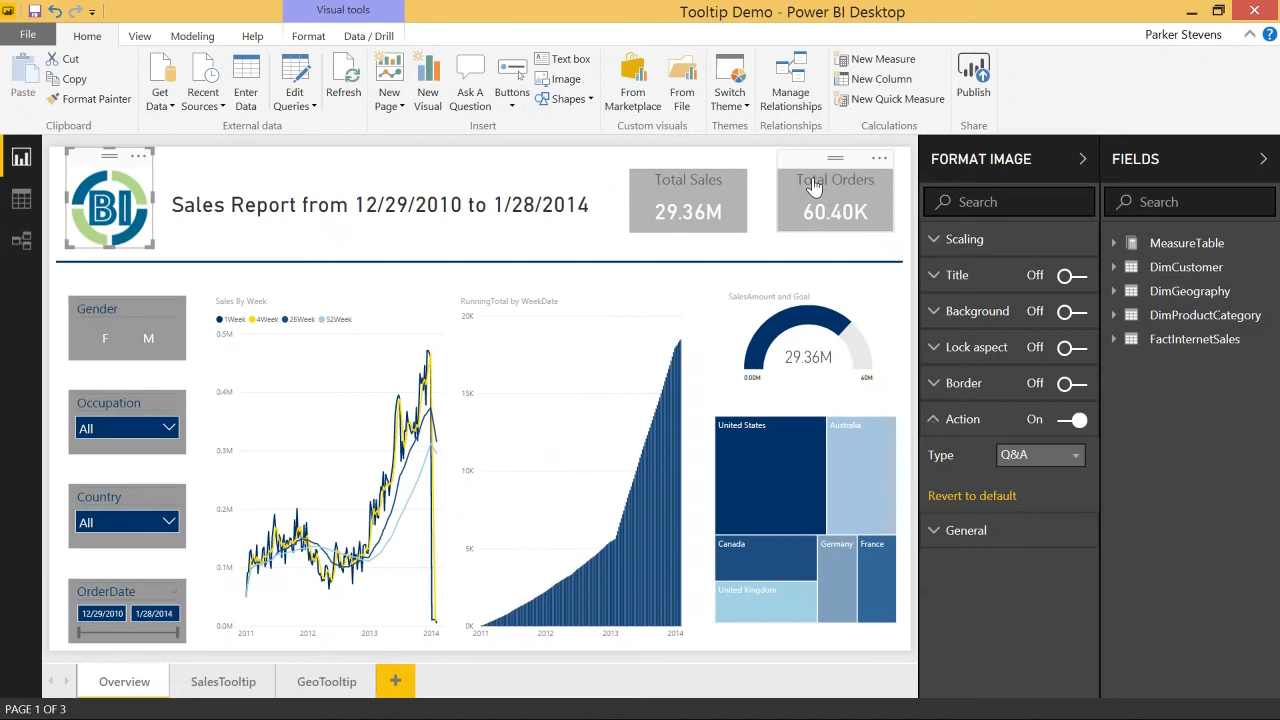 Visual tools
Tooltip Demo - Power BI Desktop
File
Home
View
Modeling
Help
Format
Data / Drill
Parker Stevens
Paste
Cut
Copy
Format Painter
Clipboard
Get
Data
Recent
Sources
Enter
Data
Edit
Queries
Refresh
External data
New
Page
New
Visual
Ask A
Question
Buttons
Text box
Image
Shapes
Insert
From
Marketplace
From
File
Custom visuals
Switch
Theme
Themes
Manage
Relationships
Relationships
New Measure
New Column
New Quick Measure
Calculations
Publish
Share
BI
Sales Report from 12/29/2010 to 1/28/2014
Total Sales
29.36M
Total Orders
60.40K
Gender
F
M
Occupation
All
Country
All
OrderDate
12/29/2010
1/28/2014
Sales By Week
1Week
4Week
26Week
52Week
0.5M
0.4M
0.3M
0.2M
0.1M
0.0M
2011
2012
2013
2014
RunningTotal by WeekDate
20K
15K
10K
5K
0K
2011
2012
2013
2014
SalesAmount and Goal
29.36M
0.00M
40M
United States
Australia
Canada
Germany
France
United Kingdom
FORMAT IMAGE
Search
Scaling
Title Off
Background Off
Lock aspect Off
Border Off
Action On
Type Q&A
Revert to default
General
FIELDS
Search
MeasureTable
DimCustomer
DimGeography
DimProductCategory
FactInternetSales
Overview
SalesTooltip
GeoTooltip
PAGE 1 OF 3